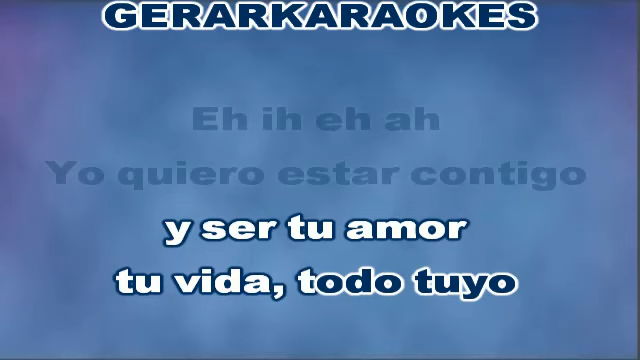 GERARKARAOKES
Eh ih eh ah
Yo quiero estar contigo
y ser tu amor
tu vida, todo tuyo